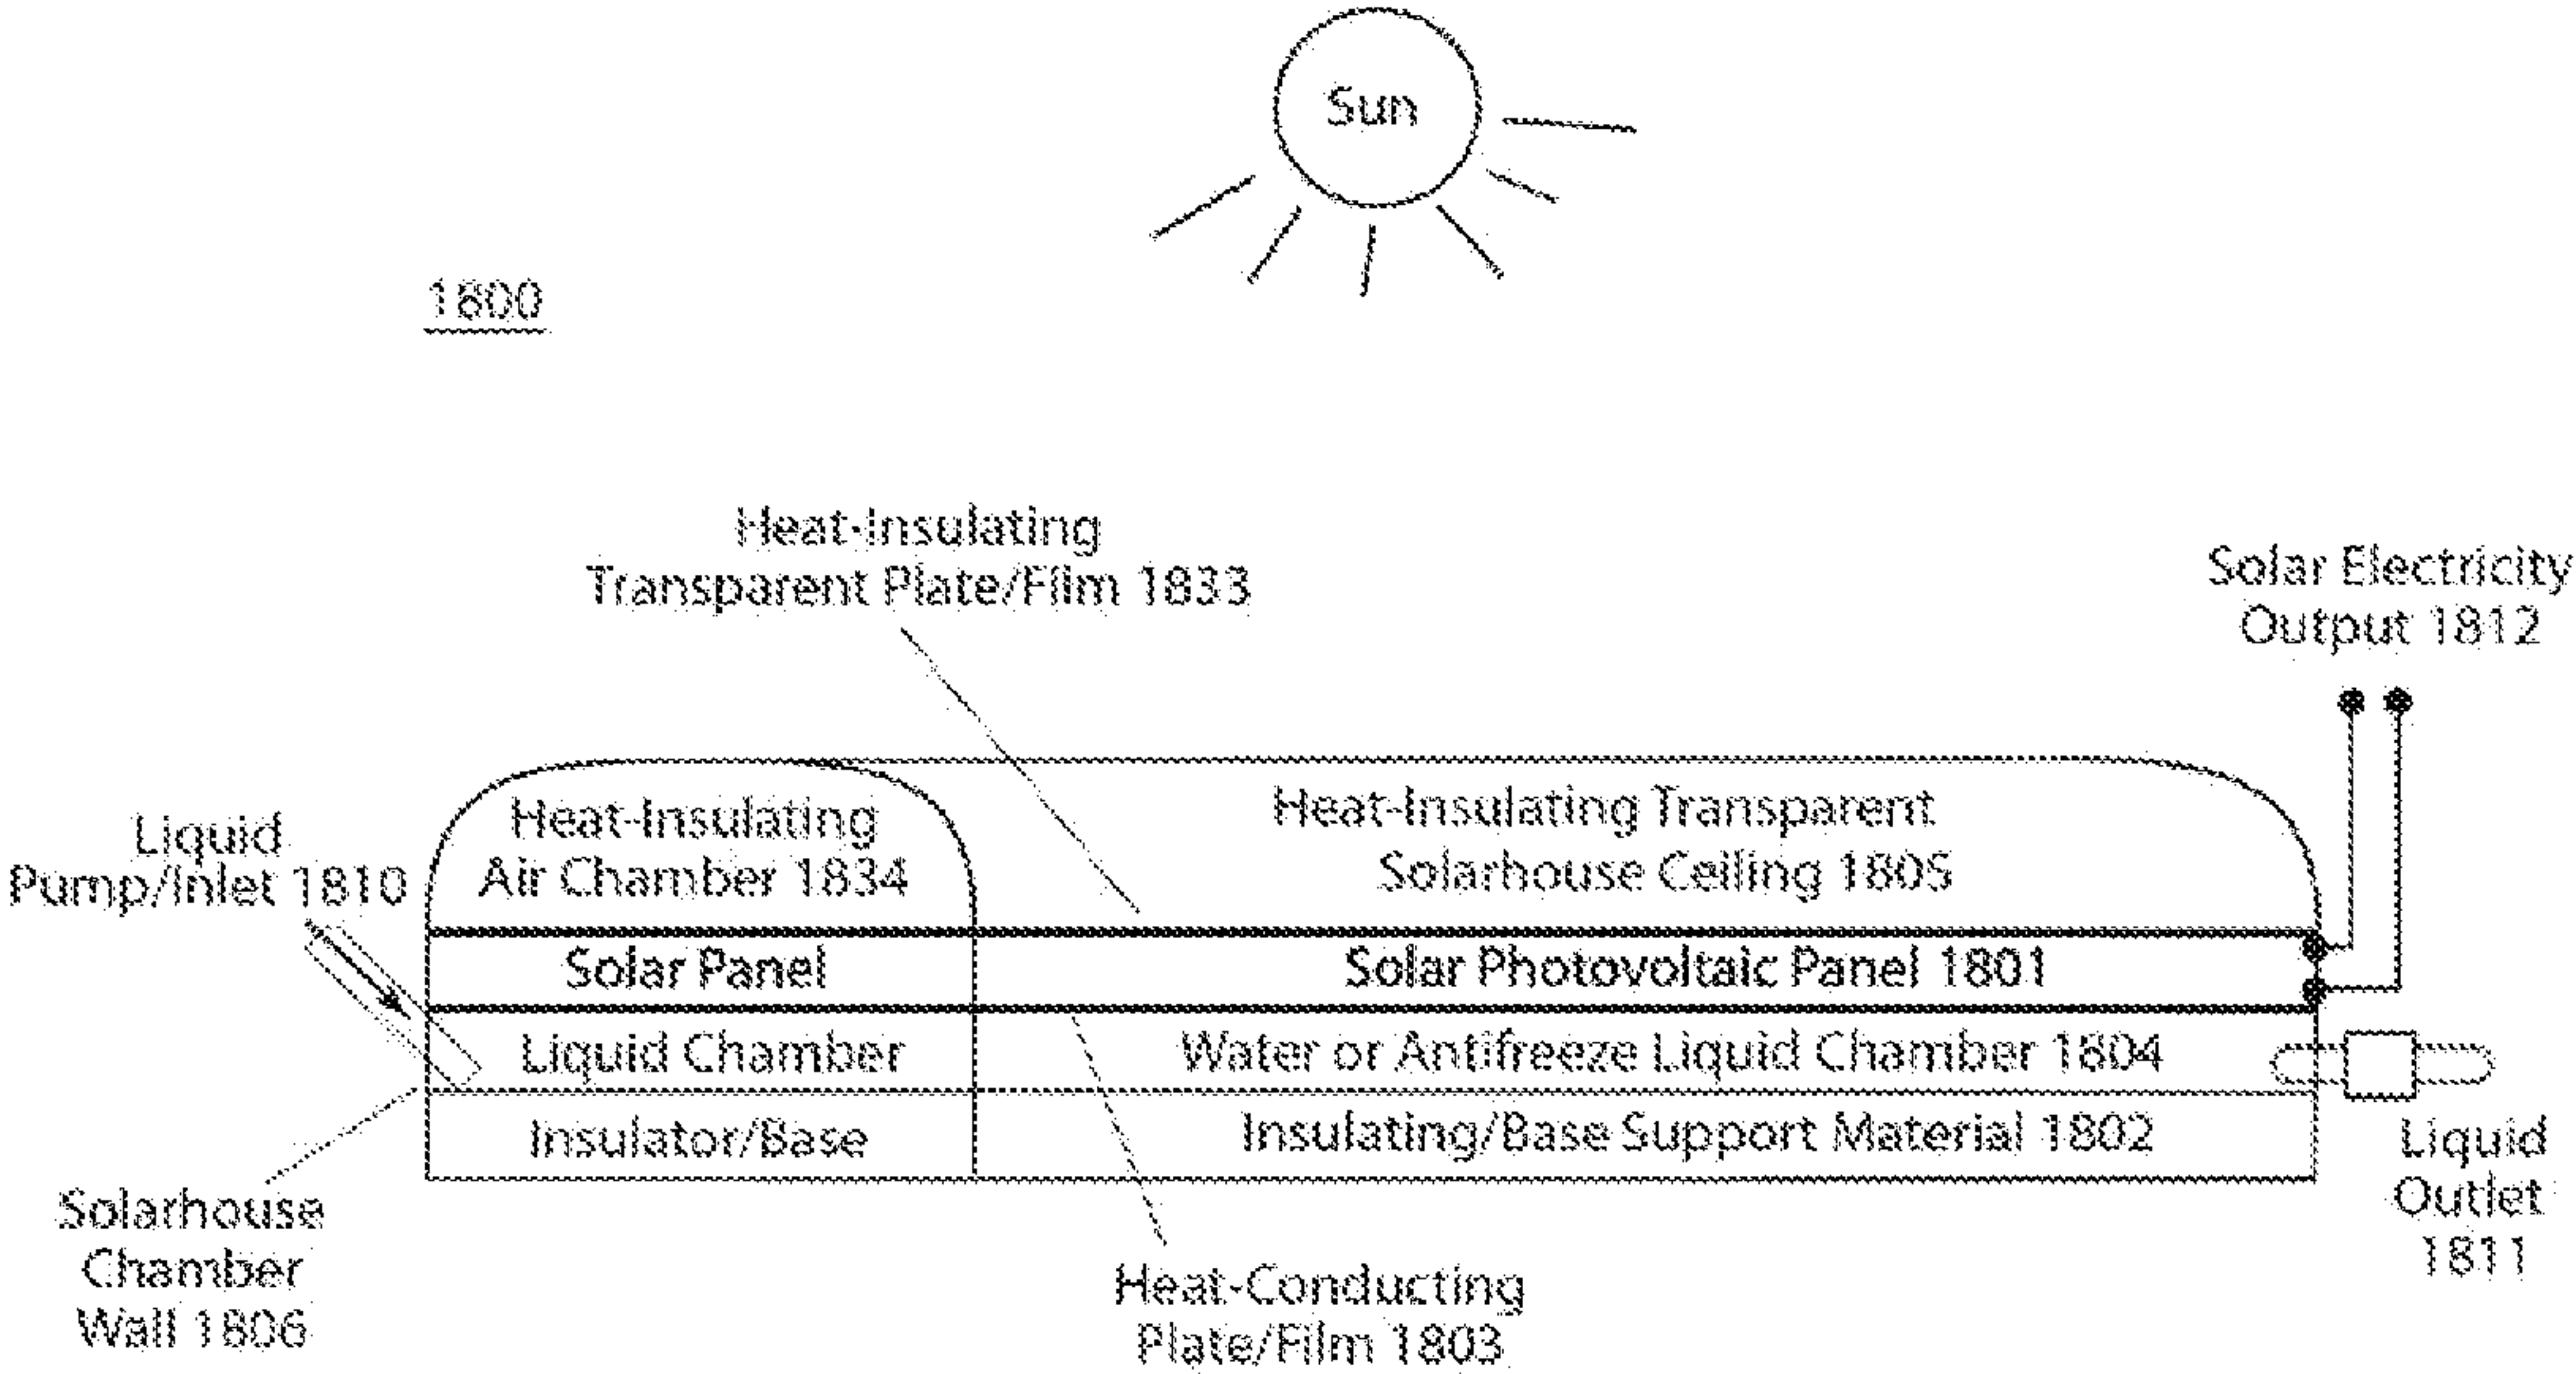 Sun
1800
Heat-Insulating
Transparent Plate/Film 1833
Solar Electricity
Output 1812
Liquid
Pump/Inlet 1810
Heat-Insulating
Air Chamber 1834
Heat-Insulating Transparent
Solarhouse Ceiling 1805
Solar Panel
Solar Photovoltaic Panel 1801
Liquid Chamber
Water or Antifreeze Liquid Chamber 1804
Insulator/Base
Insulating/Base Support Material 1802
Liquid
Outlet
1811
Solarhouse
Chamber
Wall 1806
Heat-Conducting
Plate/Film 1803